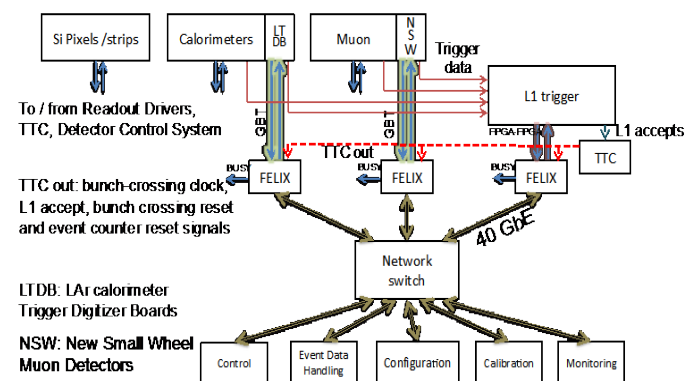 Si Pixels /strips
Calorimeters
LT
DB
Muon
N
S
W
Trigger
data
L1 trigger
To / from Readout Drivers,
TTC, Detector Control System
GBT
GBT
FPGA-FPGA
L1 accepts
TTC out
TTC
BUSY
FELIX
BUSY
FELIX
BUSY
FELIX
TTC out: bunch-crossing clock,
L1 accept, bunch crossing reset
and event counter reset signals
40 GbE
Network
switch
LTDB: LAr calorimeter
Trigger Digitizer Boards
NSW: New Small Wheel
Muon Detectors
Control
Event Data
Handling
Configuration
Calibration
Monitoring